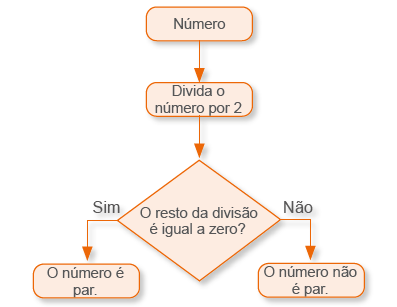 Número
Divida o
número por 2
O resto da divisão
é igual a zero?
Sim
Não
O número é
par.
O número não
é par.